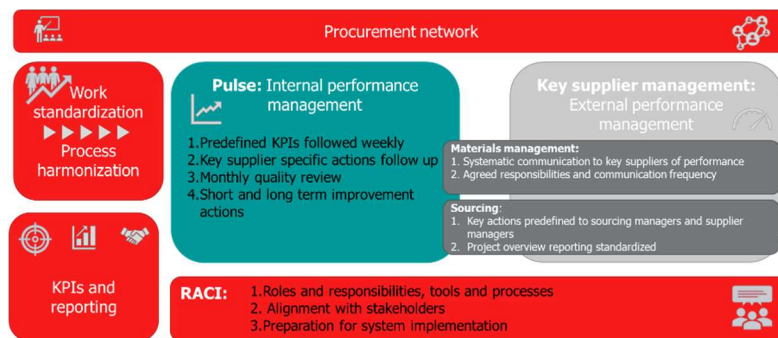 Procurement network
Work
standardization
Process
harmonization
Pulse: Internal performance
management
1.Predefined KPIs followed weekly
2.Key supplier specific actions follow up
3.Monthly quality review
4.Short and long term improvement
actions
Key supplier management:
External performance
management
Materials management:
1. Systematic communication to key suppliers of performance
2. Agreed responsibilities and communication frequency
Sourcing:
1. Key actions predefined to sourcing managers and supplier
managers
2. Project overview reporting standardized
KPIs and
reporting
RACI:
1.Roles and responsibilities, tools and processes
2. Alignment with stakeholders
3.Preparation for system implementation